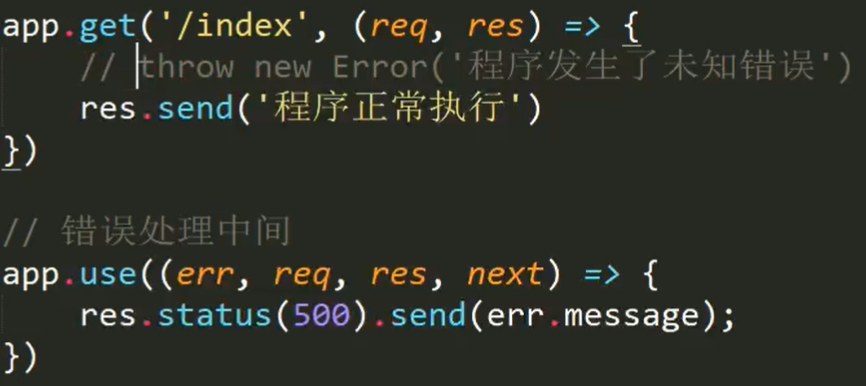 app.get('/index', (req, res) => {
    // throw new Error('程序发生了未知错误')
    res.send('程序正常执行')
})
// 错误处理中间
app.use((err, req, res, next) => {
    res.status(500).send(err.message);
})